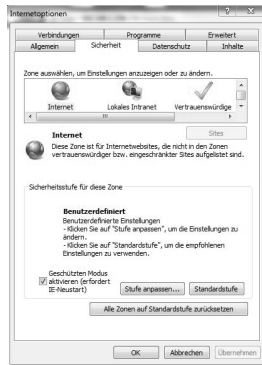 Internetoptionen
Verbindungen Programme Erweitert
Allgemein Sicherheit Datenschutz Inhalte
Zone auswählen, um Einstellungen anzuzeigen oder zu ändern.
Internet Lokales Intranet Vertrauenswürdige
Internet Sites
Diese Zone ist für Internetwebsites, die nicht in den Zonen
vertrauenswürdiger bzw. eingeschränkter Sites aufgelistet sind.
Sicherheitsstufe für diese Zone
Benutzerdefiniert
Benutzerdefinierte Einstellungen
- Klicken Sie auf "Stufe anpassen", um die Einstellungen zu
ändern.
- Klicken Sie auf "Standardstufe", um die empfohlenen
Einstellungen zu verwenden.
Geschützten Modus
aktivieren (erfordert
IE-Neustart) Stufe anpassen... Standardstufe
Alle Zonen auf Standardstufe zurücksetzen
OK Abbrechen Übernehmen